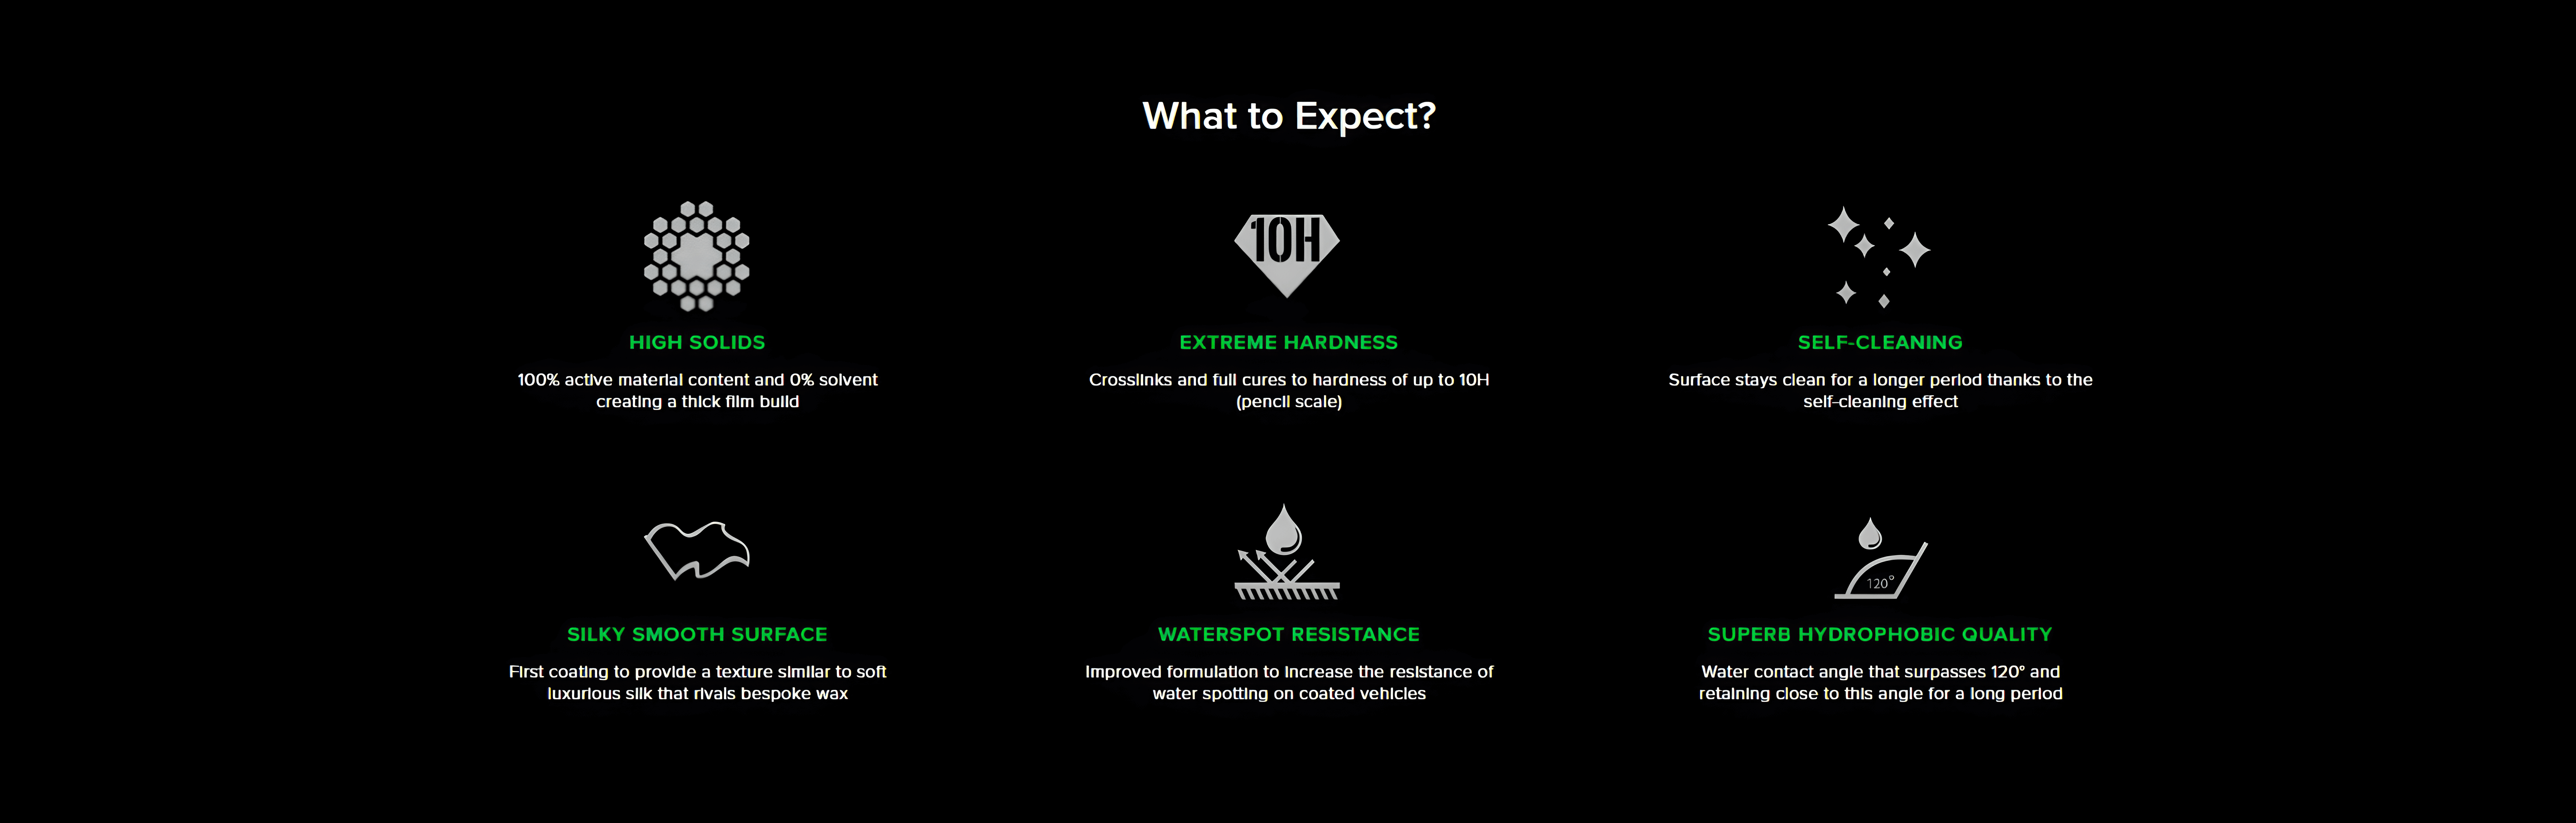 What to Expect?
10H
HIGH SOLIDS
100% active material content and 0% solvent
creating a thick film build
EXTREME HARDNESS
Crosslinks and full cures to hardness of up to 10H
(pencil scale)
SELF-CLEANING
Surface stays clean for a longer period thanks to the
self-cleaning effect
SILKY SMOOTH SURFACE
First coating to provide a texture similar to soft
luxurious silk that rivals bespoke wax
WATERSPOT RESISTANCE
Improved formulation to increase the resistance of
water spotting on coated vehicles
120°
SUPERB HYDROPHOBIC QUALITY
Water contact angle that surpasses 120° and
retaining close to this angle for a long period